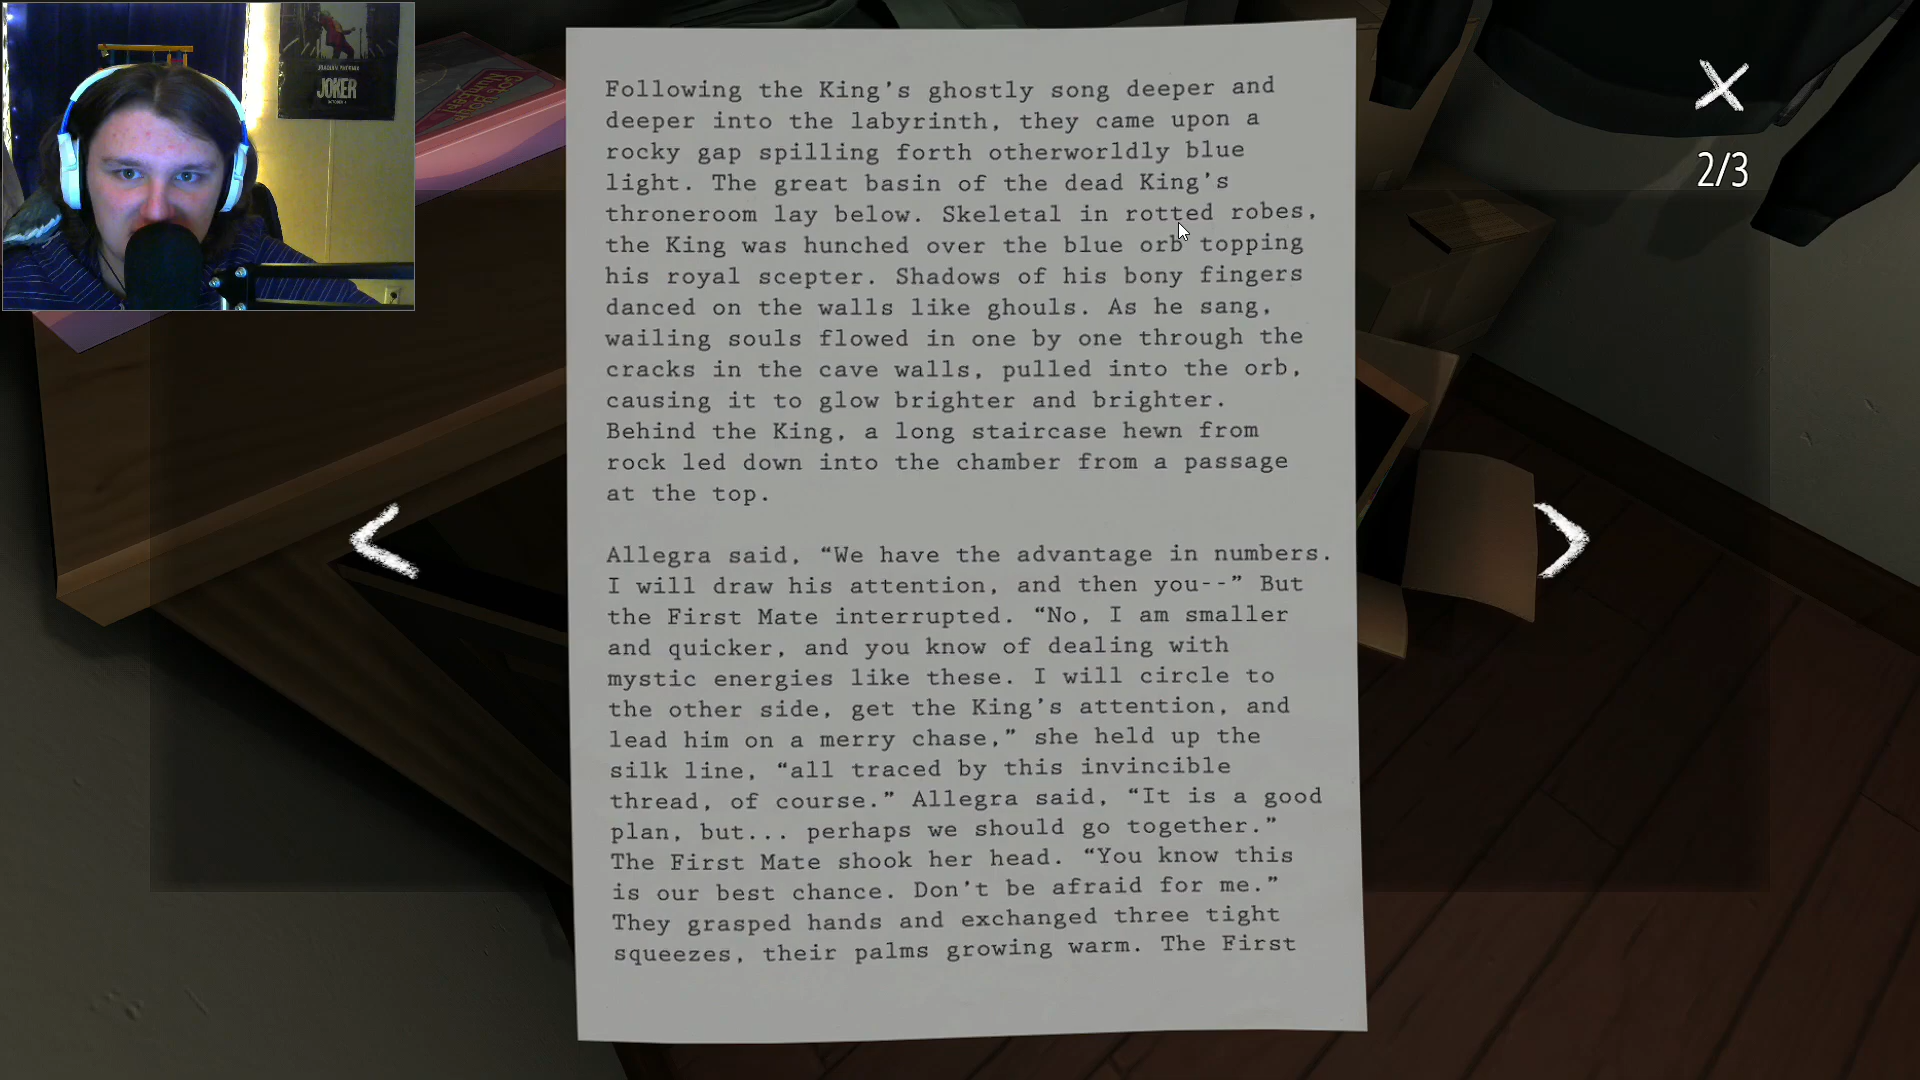 JOKER
Following the King's ghostly song deeper and
deeper into the labyrinth, they came upon a
rocky gap spilling forth otherworldly blue
light. The great basin of the dead King's
throneroom lay below. Skeletal in rotted robes,
the King was hunched over the blue orb topping
his royal scepter. Shadows of his bony fingers
danced on the walls like ghouls. As he sang,
wailing souls flowed in one by one through the
cracks in the cave walls, pulled into the orb,
causing it to glow brighter and brighter.
Behind the King, a long staircase hewn from
rock led down into the chamber from a passage
at the top.
Allegra said, “We have the advantage in numbers.
I will draw his attention, and then you--” But
the First Mate interrupted. “No, I am smaller
and quicker, and you know of dealing with
mystic energies like these. I will circle to
the other side, get the King's attention, and
lead him on a merry chase,” she held up the
silk line, “all traced by this invincible
thread, of course.” Allegra said, “It is a good
plan, but... perhaps we should go together.”
The First Mate shook her head. “You know this
is our best chance. Don't be afraid for me.”
They grasped hands and exchanged three tight
squeezes, their palms growing warm. The First
2/3